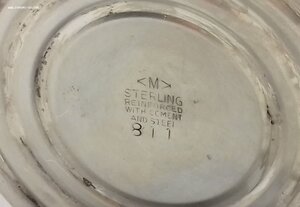 <M>
STERLING
REINFORCED
WITH CEMENT
AND STEEL
811